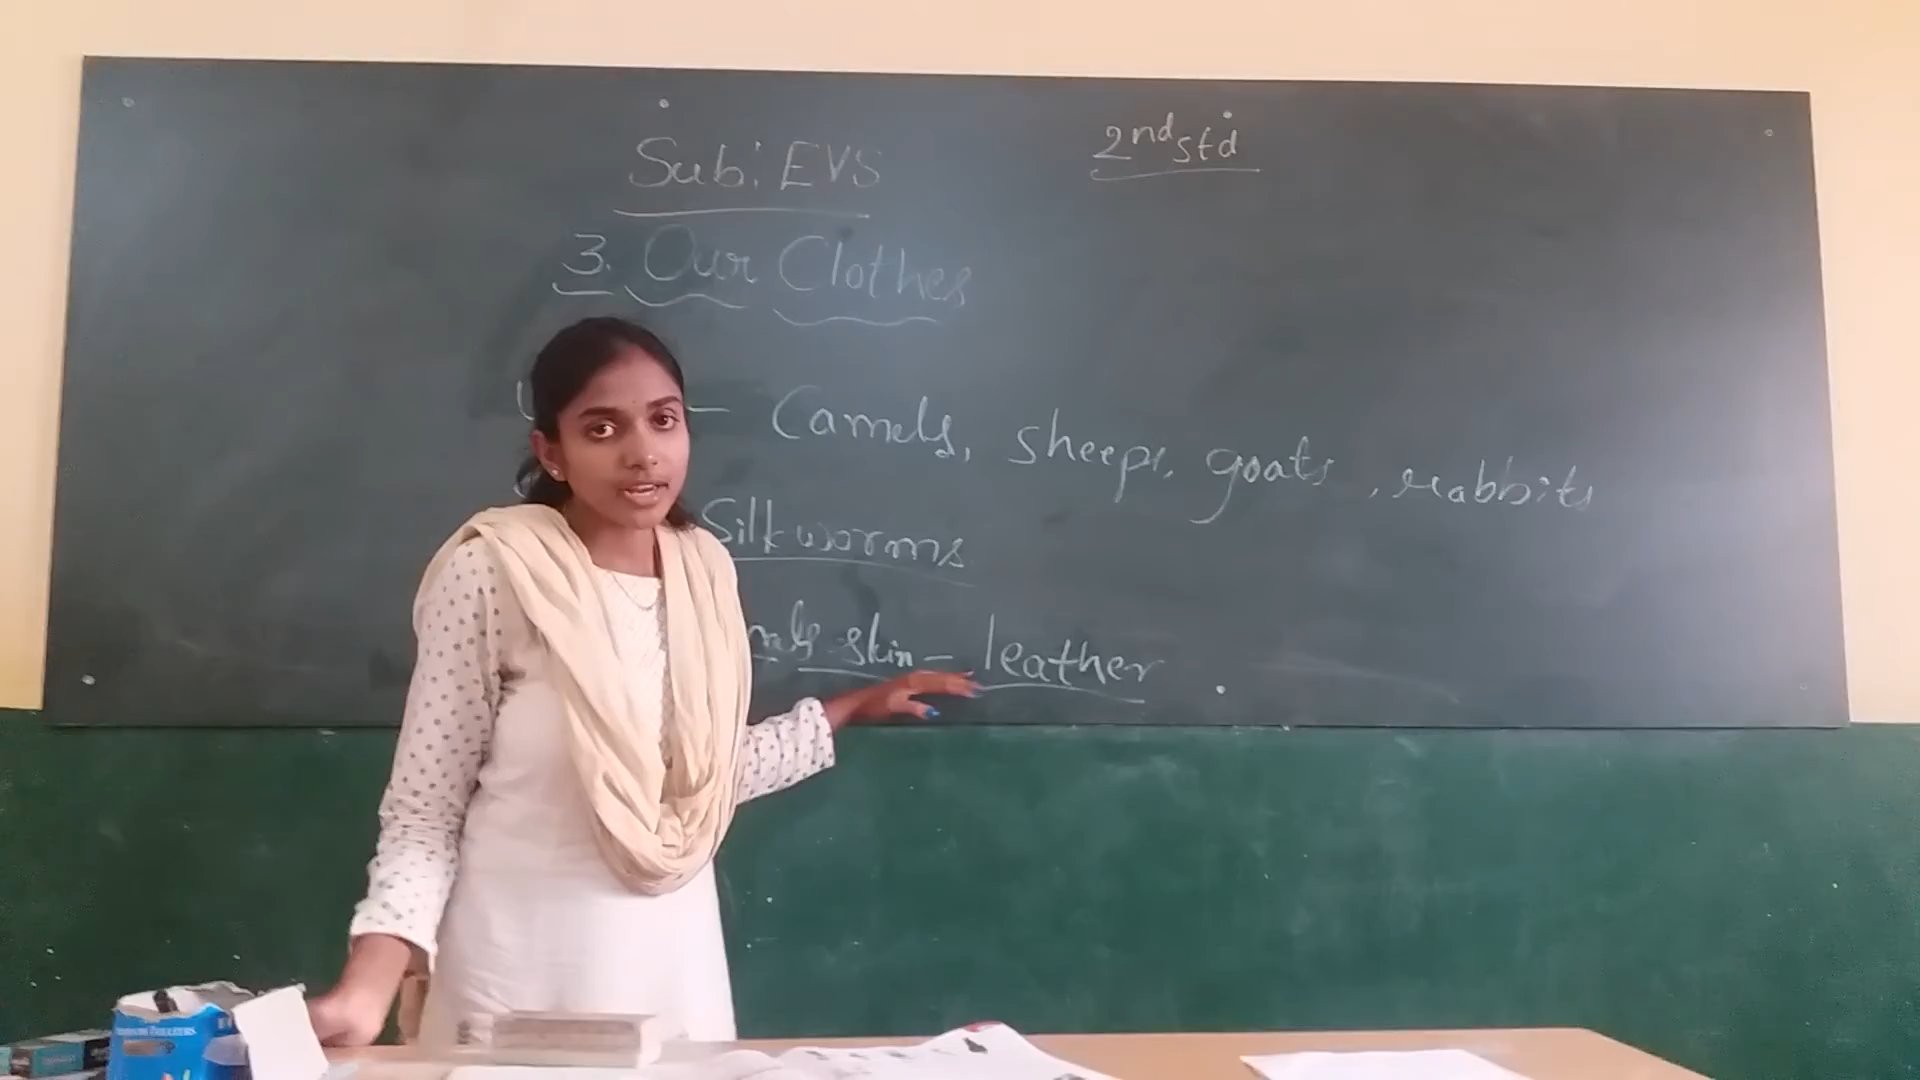 Sub: EVS
2nd std
3. Our Clothes
- Camels, sheeps, goats, rabbits
Silkworms
skin - leather